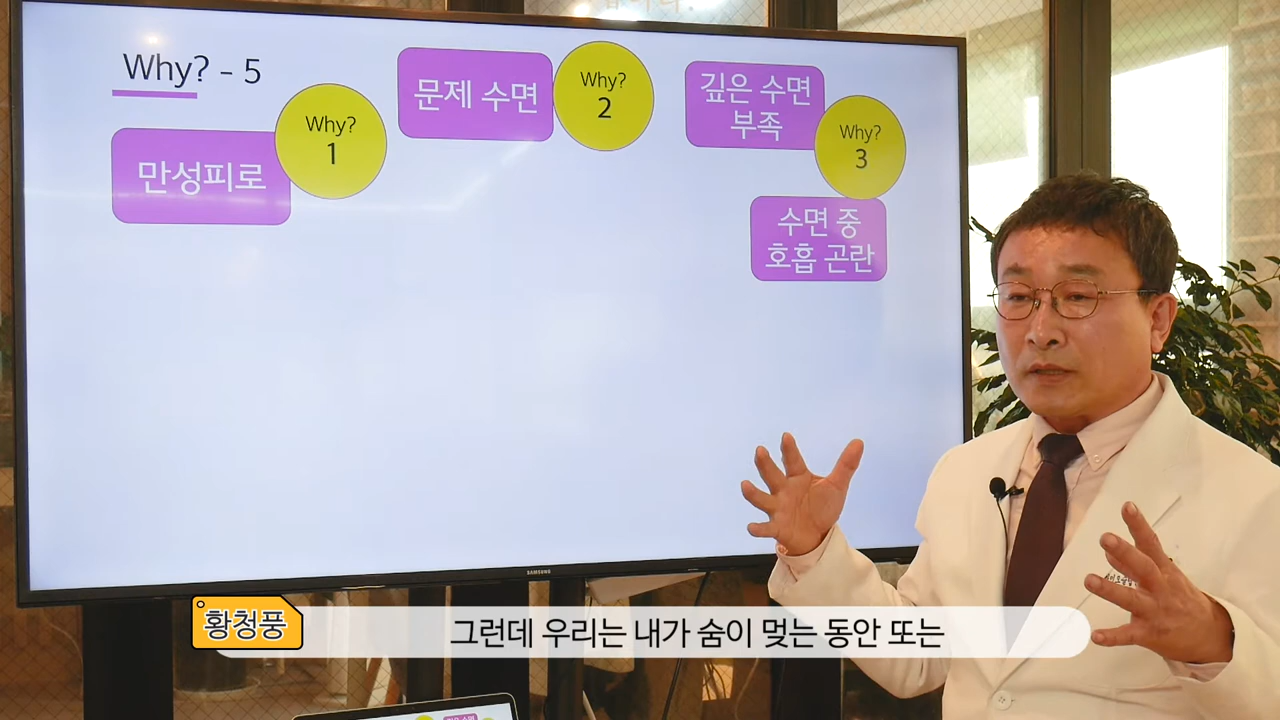 Why? - 5
만성피로
Why?
1
문제 수면
Why?
2
깊은 수면
부족
Why?
3
수면 중
호흡 곤란
SAMSUNG
황청풍
그런데 우리는 내가 숨이 멎는 동안 또는